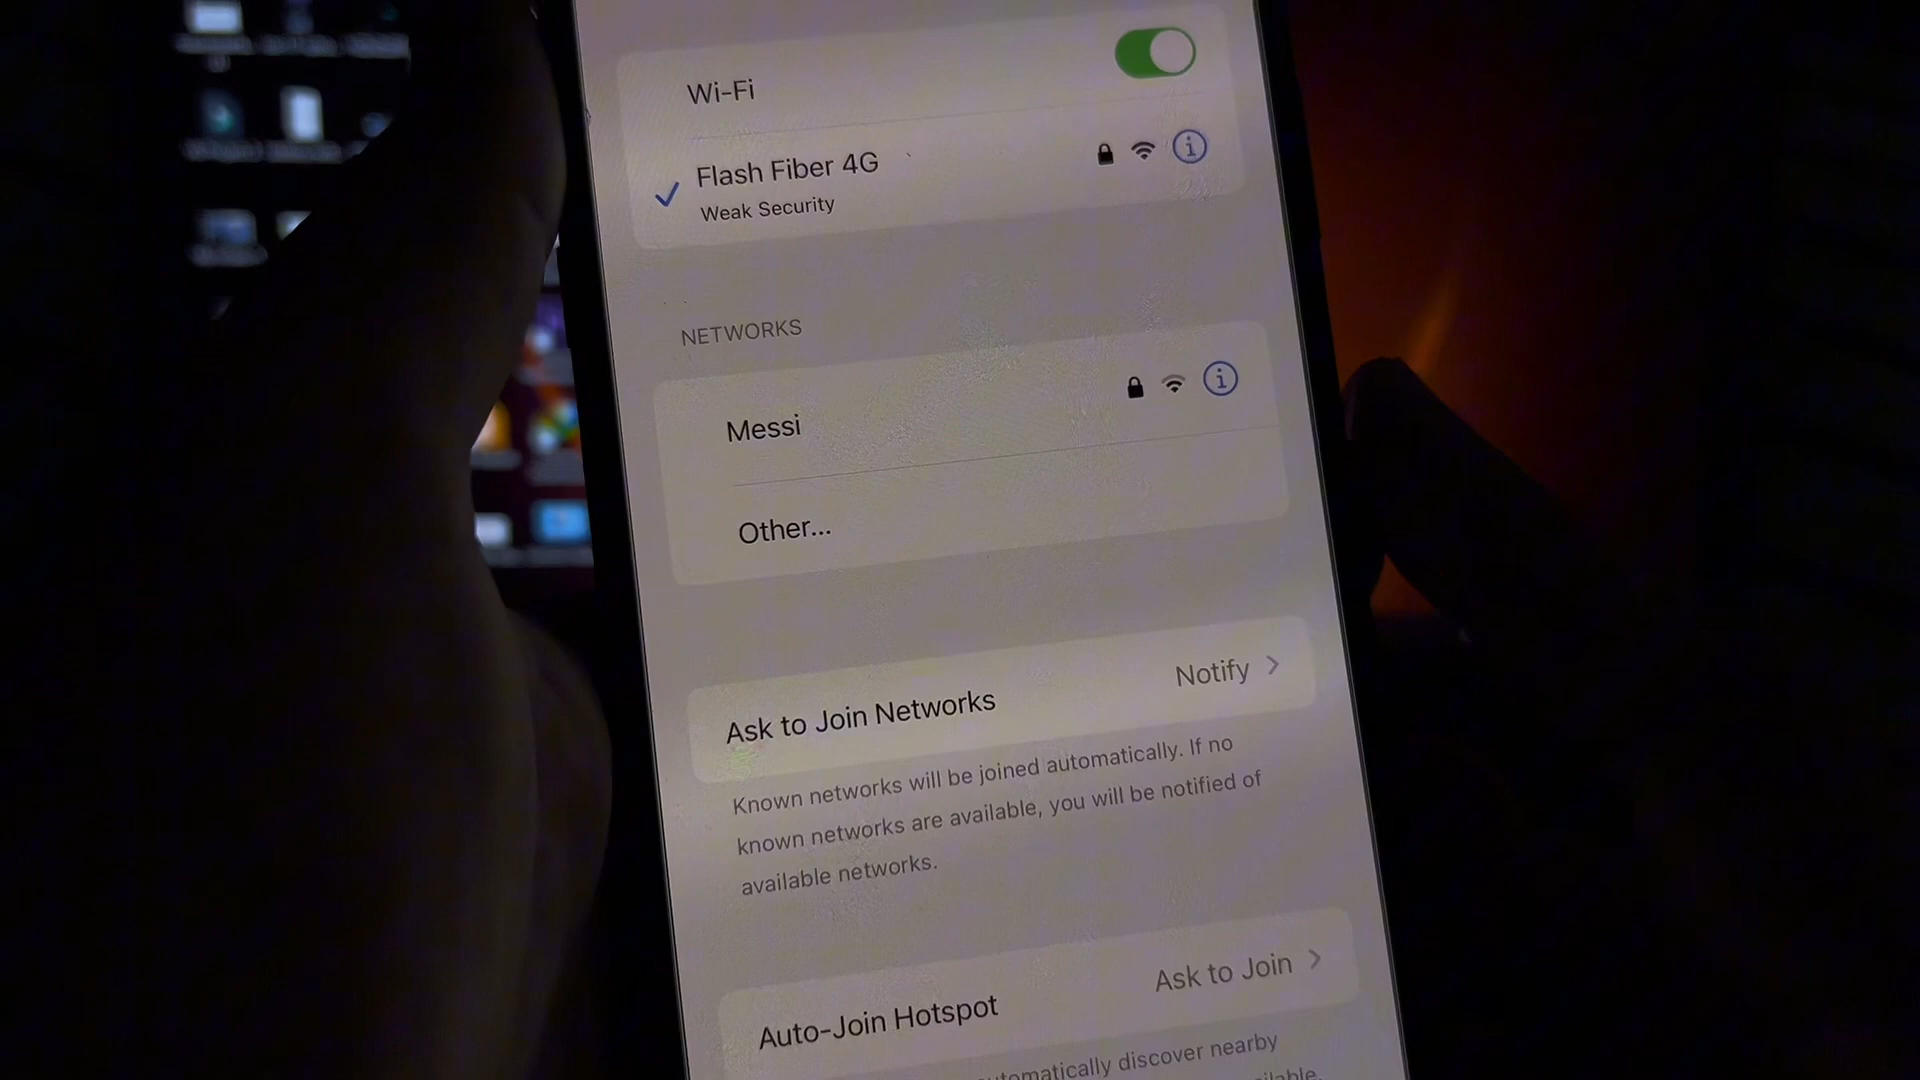 Wi-Fi
Flash Fiber 4G
Weak Security
NETWORKS
Messi
Other...
Ask to Join Networks
Notify
Known networks will be joined automatically. If no
known networks are available, you will be notified of
available networks.
Auto-Join Hotspot
Ask to Join
discover nearby